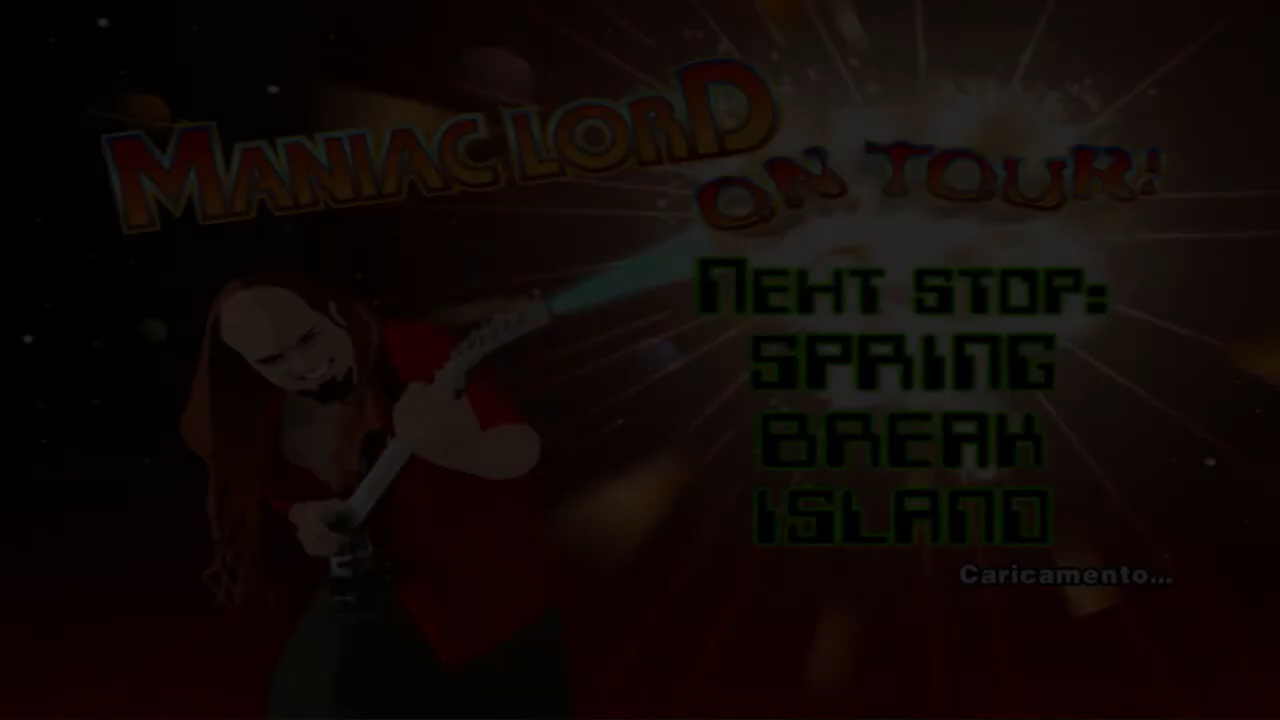 MANIAC LORD
ON TOUR!
NEXT STOP:
SPRING
BREAK
ISLAND
Caricamento...